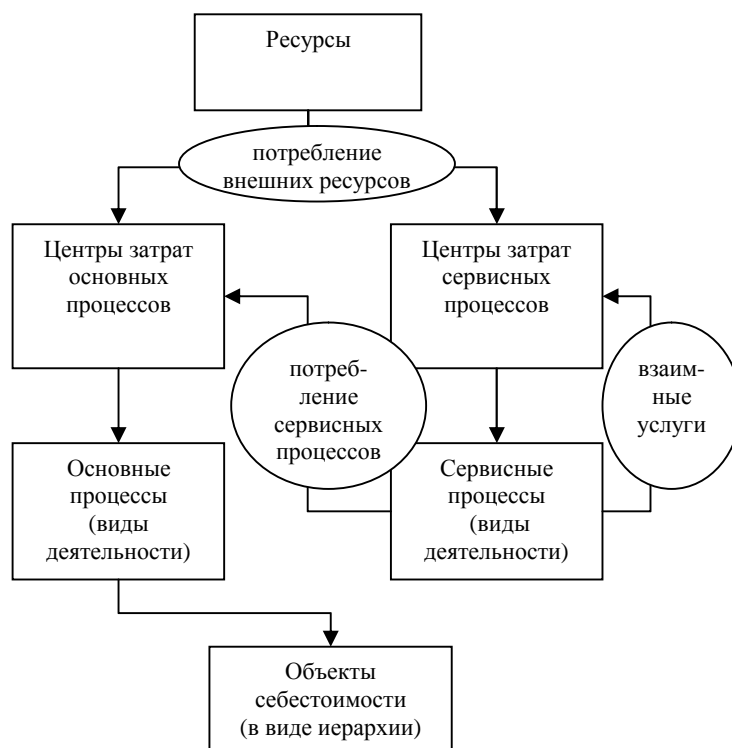 Ресурсы
потребление
внешних ресурсов
Центры затрат
основных
процессов
Центры затрат
сервисных
процессов
потреб-
ление
сервисных
процессов
взаим-
ные
услуги
Основные
процессы
(виды
деятельности)
Сервисные
процессы
(виды
деятельности)
Объекты
себестоимости
(в виде иерархии)